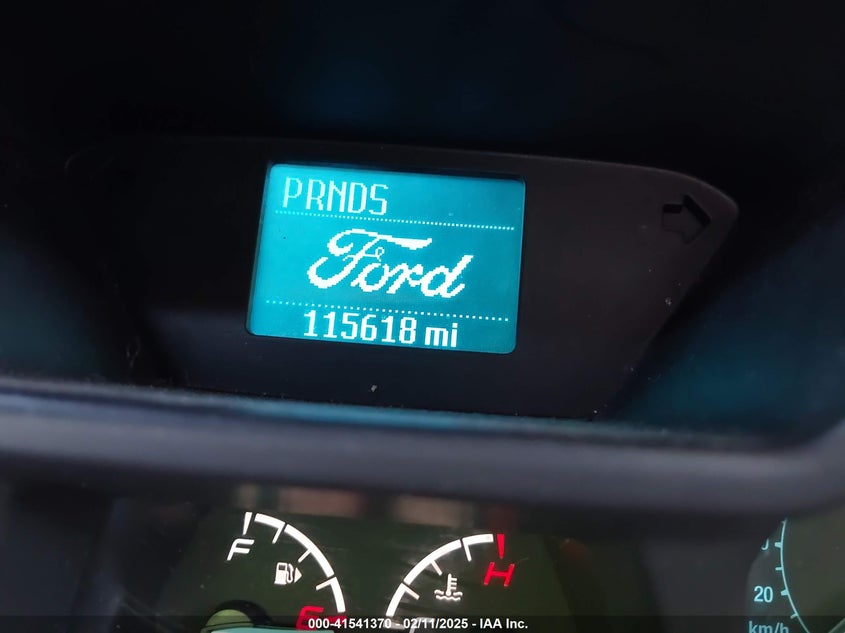 PRNDS
Ford
115618 mi
F
E
H
20
km/h
000-41541370 - 02/11/2025 - IAA Inc.